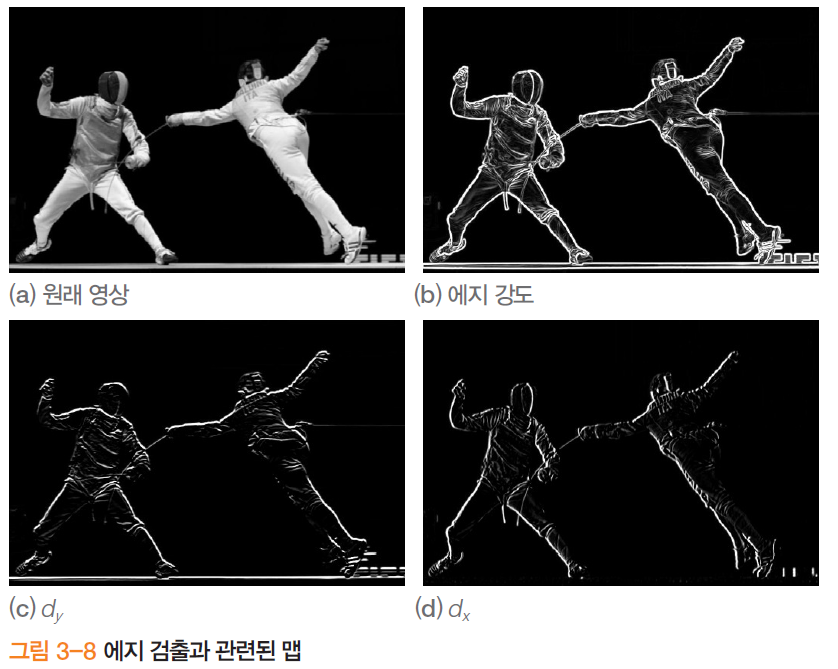 (a) 원래 영상
(b) 에지 강도
(c) dy
(d) dx
그림 3-8 에지 검출과 관련된 맵